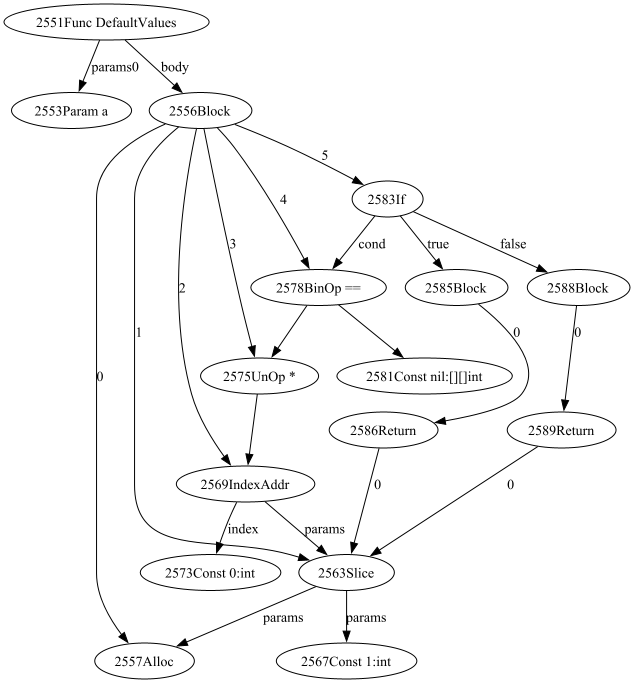 2551Func DefaultValues
params0
body
2553Param a
2556Block
5
4
2583If
3
cond
true
false
2
2578BinOp ==
2585Block
2588Block
1
0
0
0
2575UnOp *
2581Const nil:[][]int
2586Return
2589Return
2569IndexAddr
0
0
index
params
2573Const 0:int
2563Slice
params
params
2557Alloc
2567Const 1:int